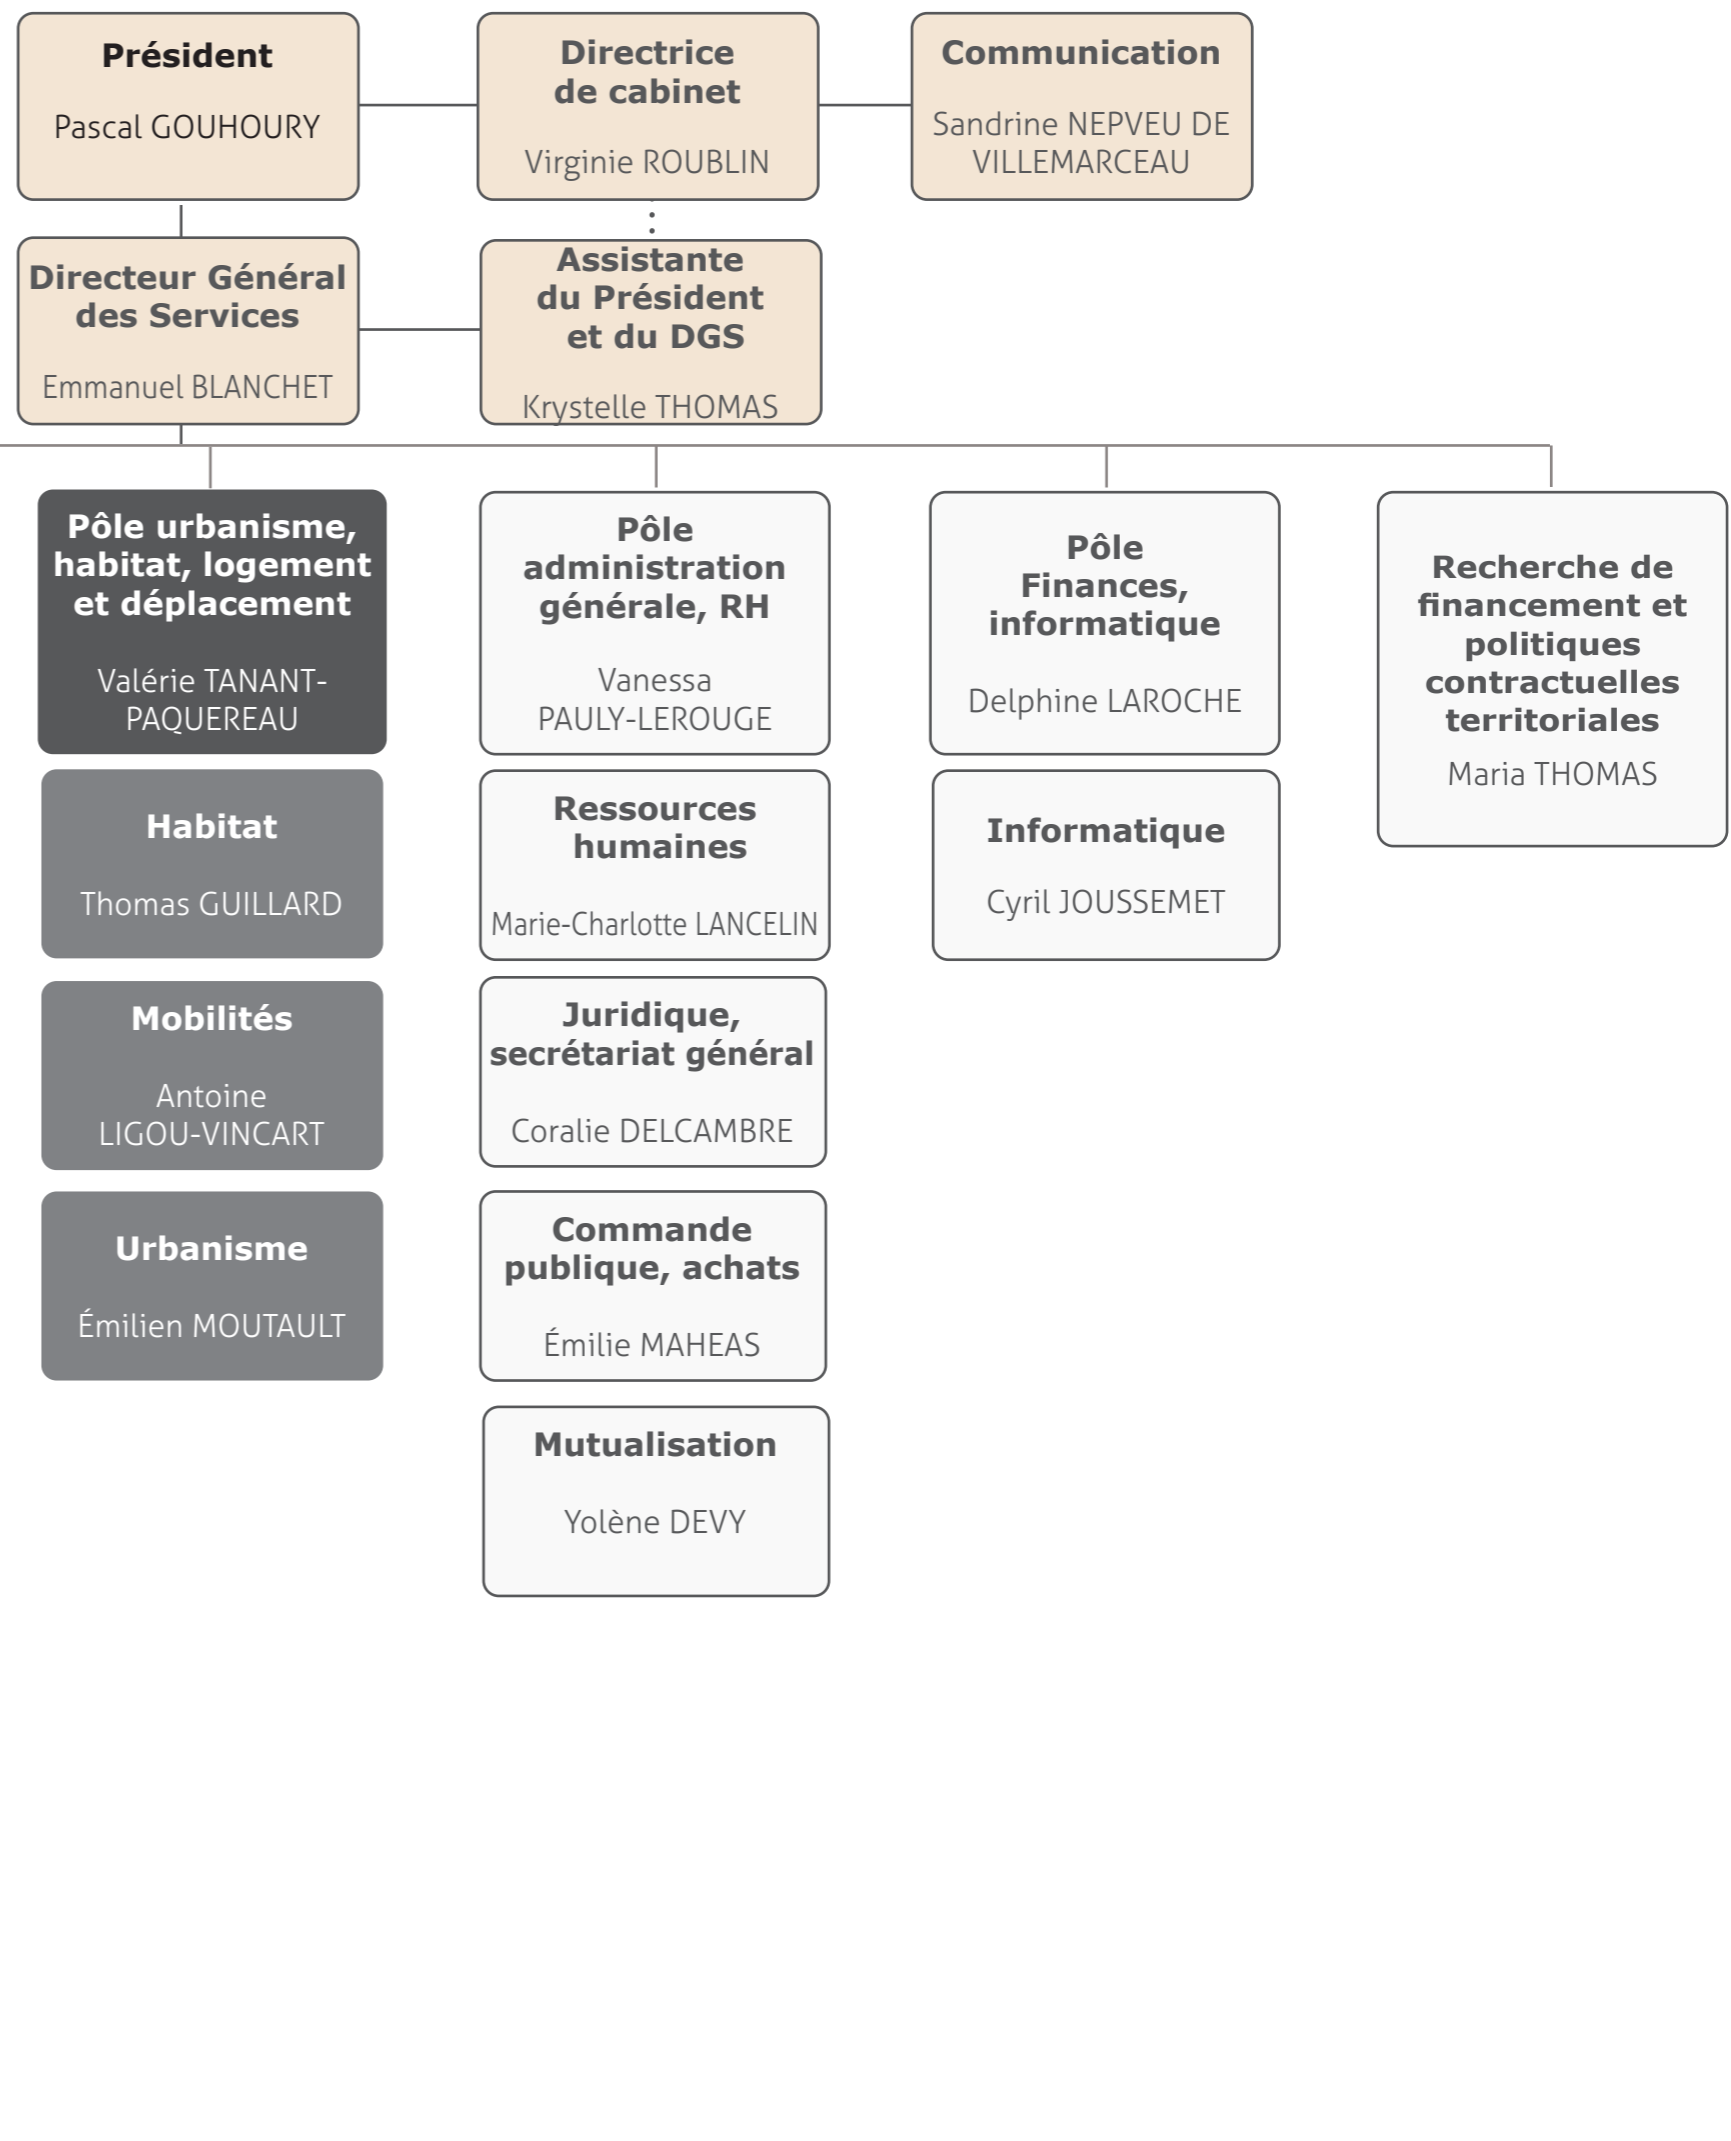 Président
Pascal GOUHOURY
Directrice
de cabinet
Virginie ROUBLIN
Communication
Sandrine NEPVEU DE
VILLEMARCEAU
Directeur Général
des Services
Emmanuel BLANCHET
Assistante
du Président
et du DGS
Krystelle THOMAS
Pôle urbanisme,
habitat, logement
et déplacement
Valérie TANANT-
PAQUEREAU
Habitat
Thomas GUILLARD
Mobilités
Antoine
LIGOU-VINCART
Urbanisme
Émilien MOUTAULT
Pôle
administration
générale, RH
Vanessa
PAULY-LEROUGE
Ressources
humaines
Marie-Charlotte LANCELIN
Juridique,
secrétariat général
Coralie DELCAMBRE
Commande
publique, achats
Émilie MAHEAS
Mutualisation
Yolène DEVY
Pôle
Finances,
informatique
Delphine LAROCHE
Informatique
Cyril JOUSSEMET
Recherche de
financement et
politiques
contractuelles
territoriales
Maria THOMAS